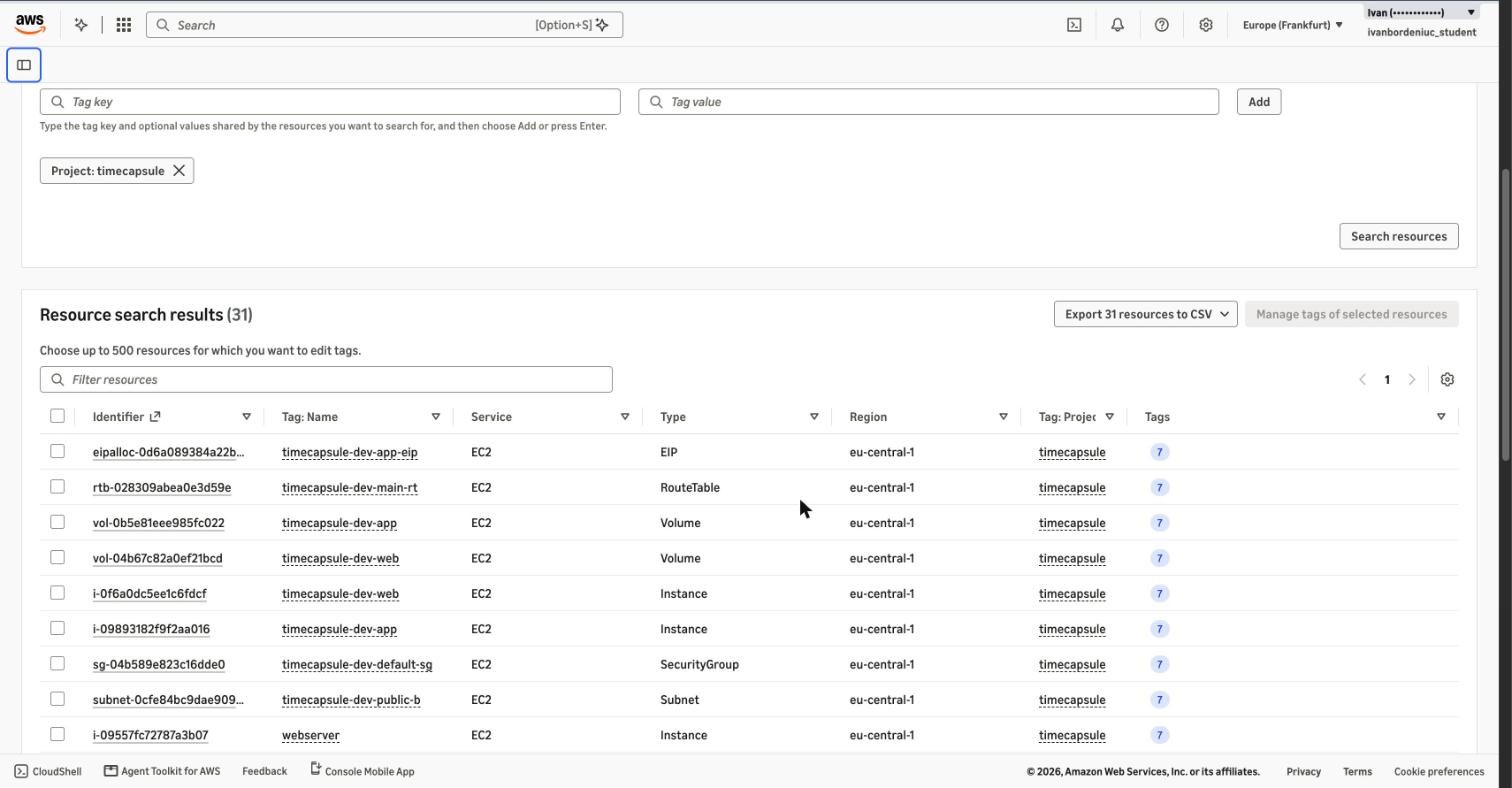 aws
Search
[Option+S]
Europe (Frankfurt)
Ivan (••••••••••••)
ivanbordeniuc_student
Tag key
Tag value
Add
Type the tag key and optional values shared by the resources you want to search for, and then choose Add or press Enter.
Project: timecapsule
Search resources
Resource search results (31)
Export 31 resources to CSV
Manage tags of selected resources
Choose up to 500 resources for which you want to edit tags.
Filter resources
1
Identifier Tag: Name Service Type Region Tag: Projec Tags
eipalloc-0d6a089384a22b... timecapsule-dev-app-eip EC2 EIP eu-central-1 timecapsule 7
rtb-028309abea0e3d59e timecapsule-dev-main-rt EC2 RouteTable eu-central-1 timecapsule 7
vol-0b5e81eee985fc022 timecapsule-dev-app EC2 Volume eu-central-1 timecapsule 7
vol-04b67c82a0ef21bcd timecapsule-dev-web EC2 Volume eu-central-1 timecapsule 7
i-0f6a0dc5ee1c6fdcf timecapsule-dev-web EC2 Instance eu-central-1 timecapsule 7
i-09893182f9f2aa016 timecapsule-dev-app EC2 Instance eu-central-1 timecapsule 7
sg-04b589e823c16dde0 timecapsule-dev-default-sg EC2 SecurityGroup eu-central-1 timecapsule 7
subnet-0cfe84bc9dae909... timecapsule-dev-public-b EC2 Subnet eu-central-1 timecapsule 7
i-09557fc72787a3b07 webserver EC2 Instance eu-central-1 timecapsule 7
CloudShell Agent Toolkit for AWS Feedback Console Mobile App © 2026, Amazon Web Services, Inc. or its affiliates. Privacy Terms Cookie preferences